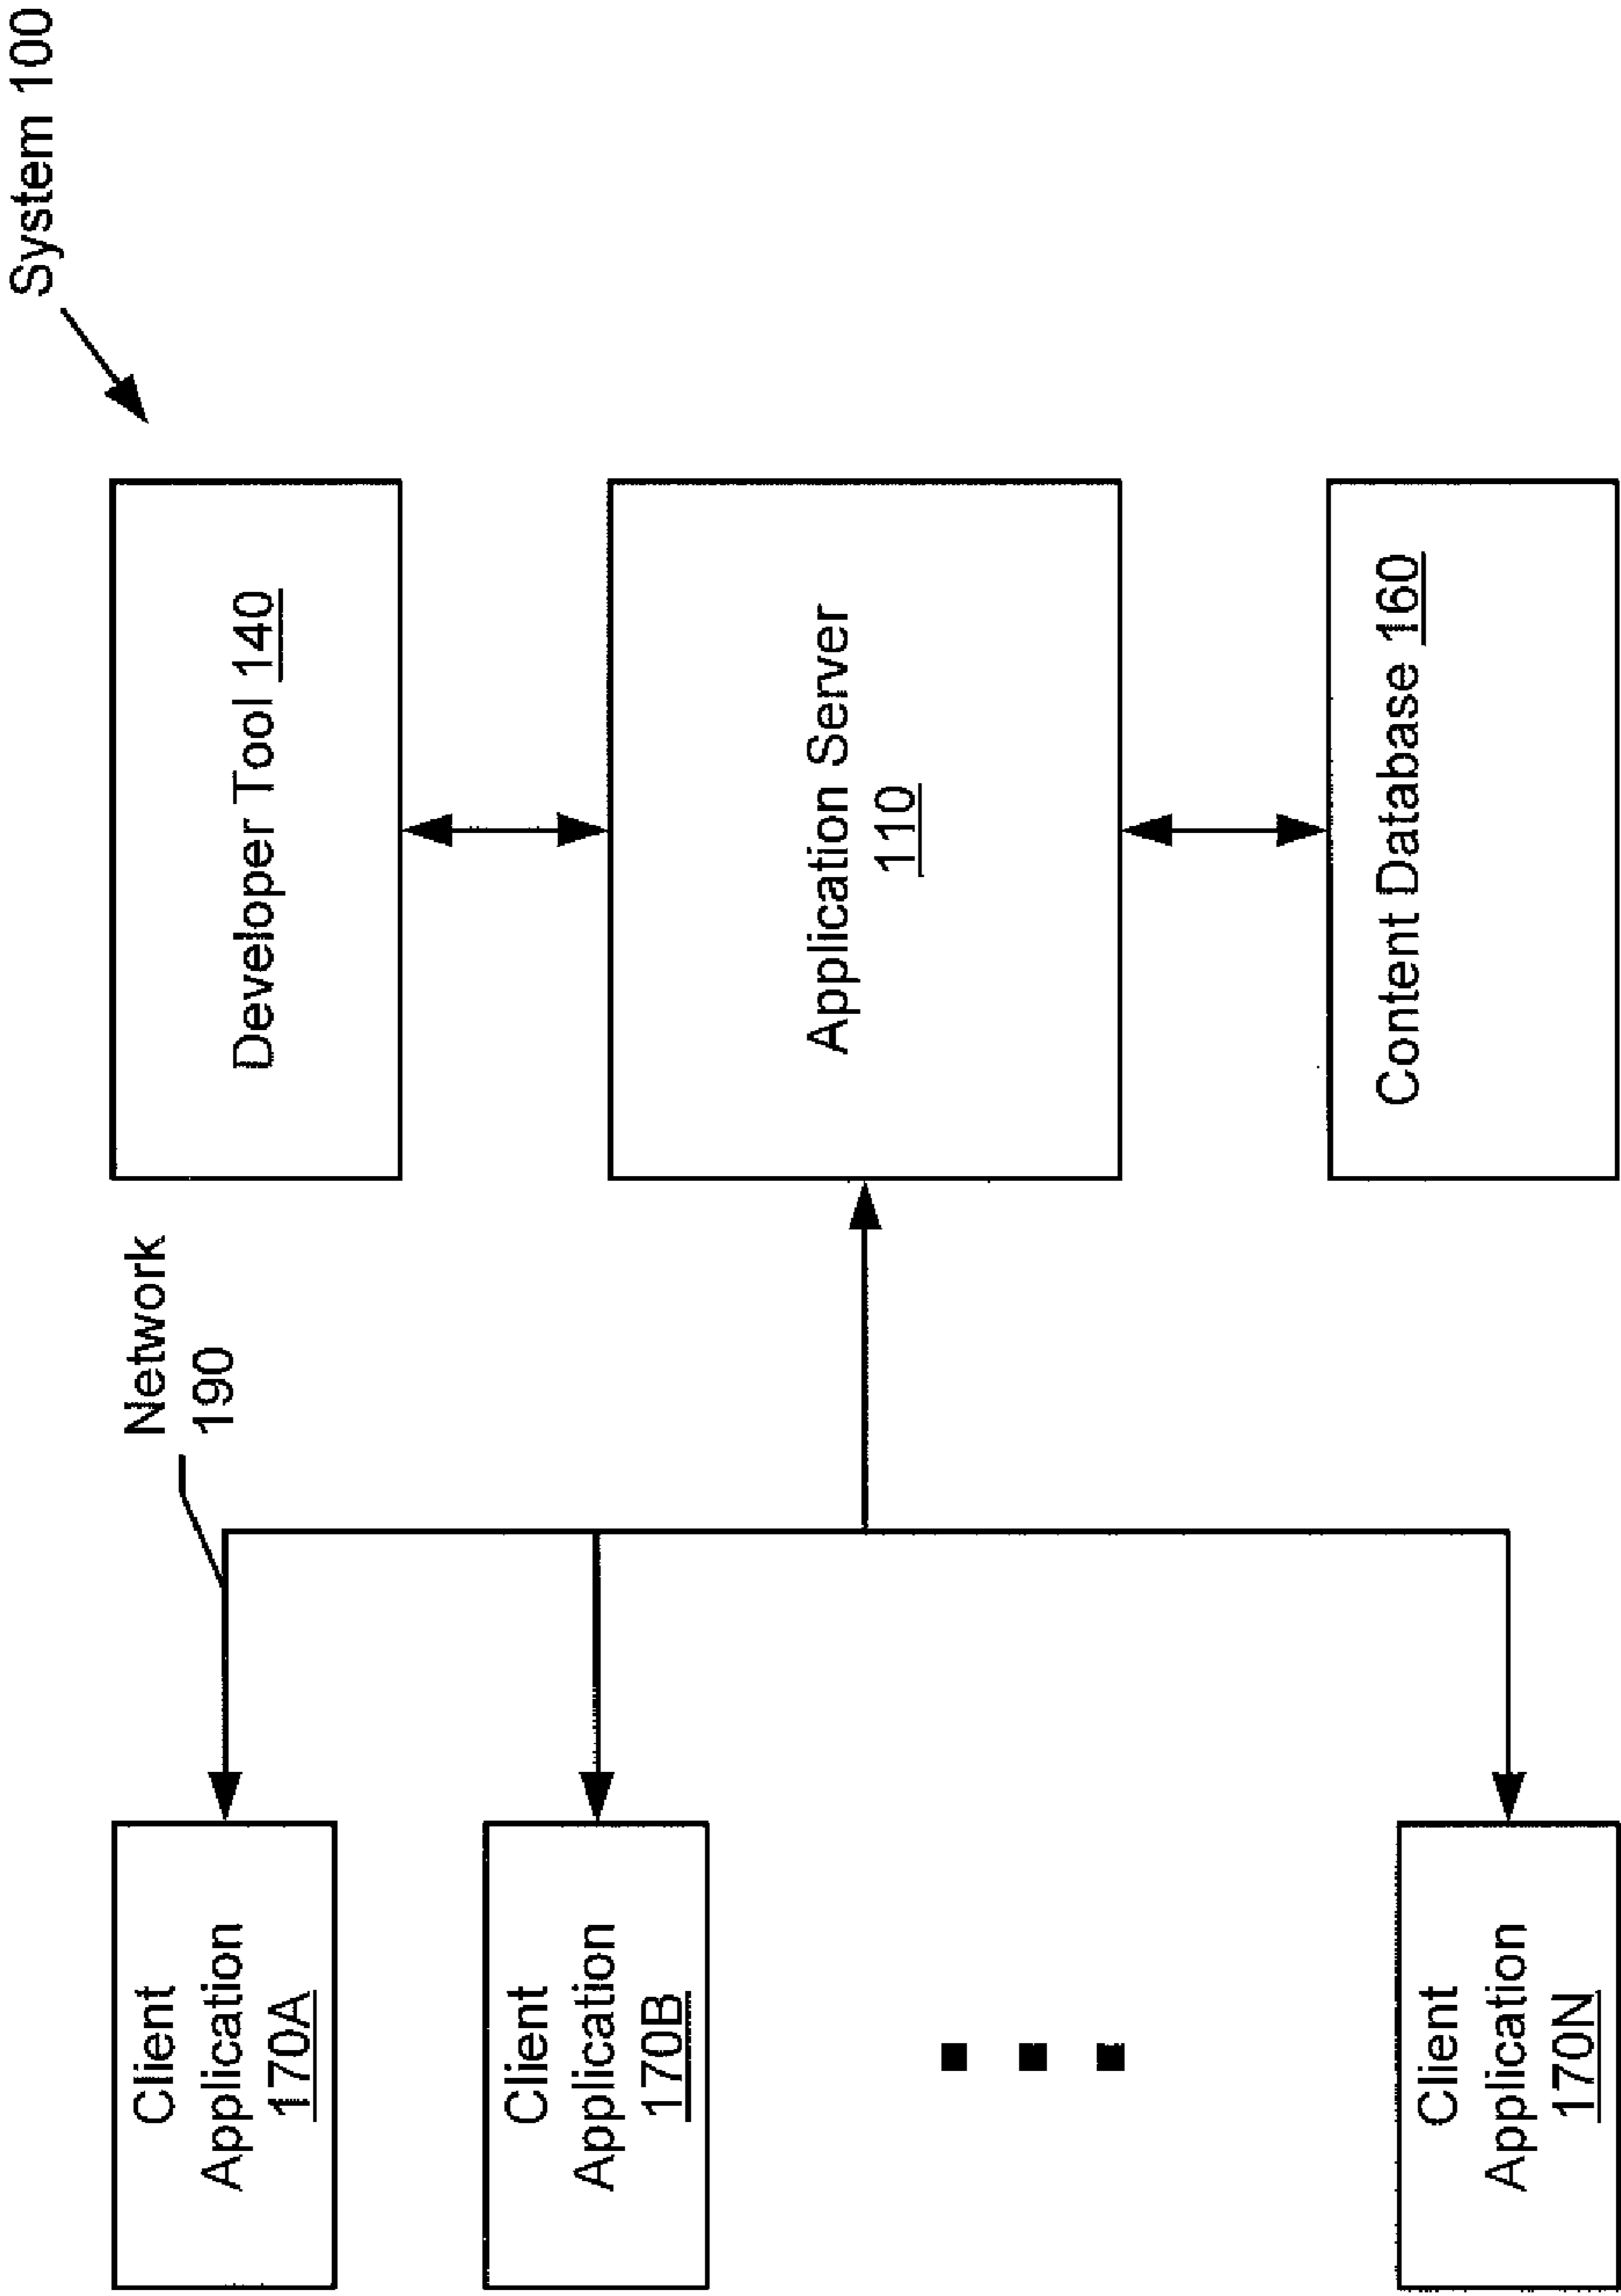 System 100
Network
190
Developer Tool 140
Application Server
110
Content Database 160
Client
Application
170A
Client
Application
170B
Client
Application
170N